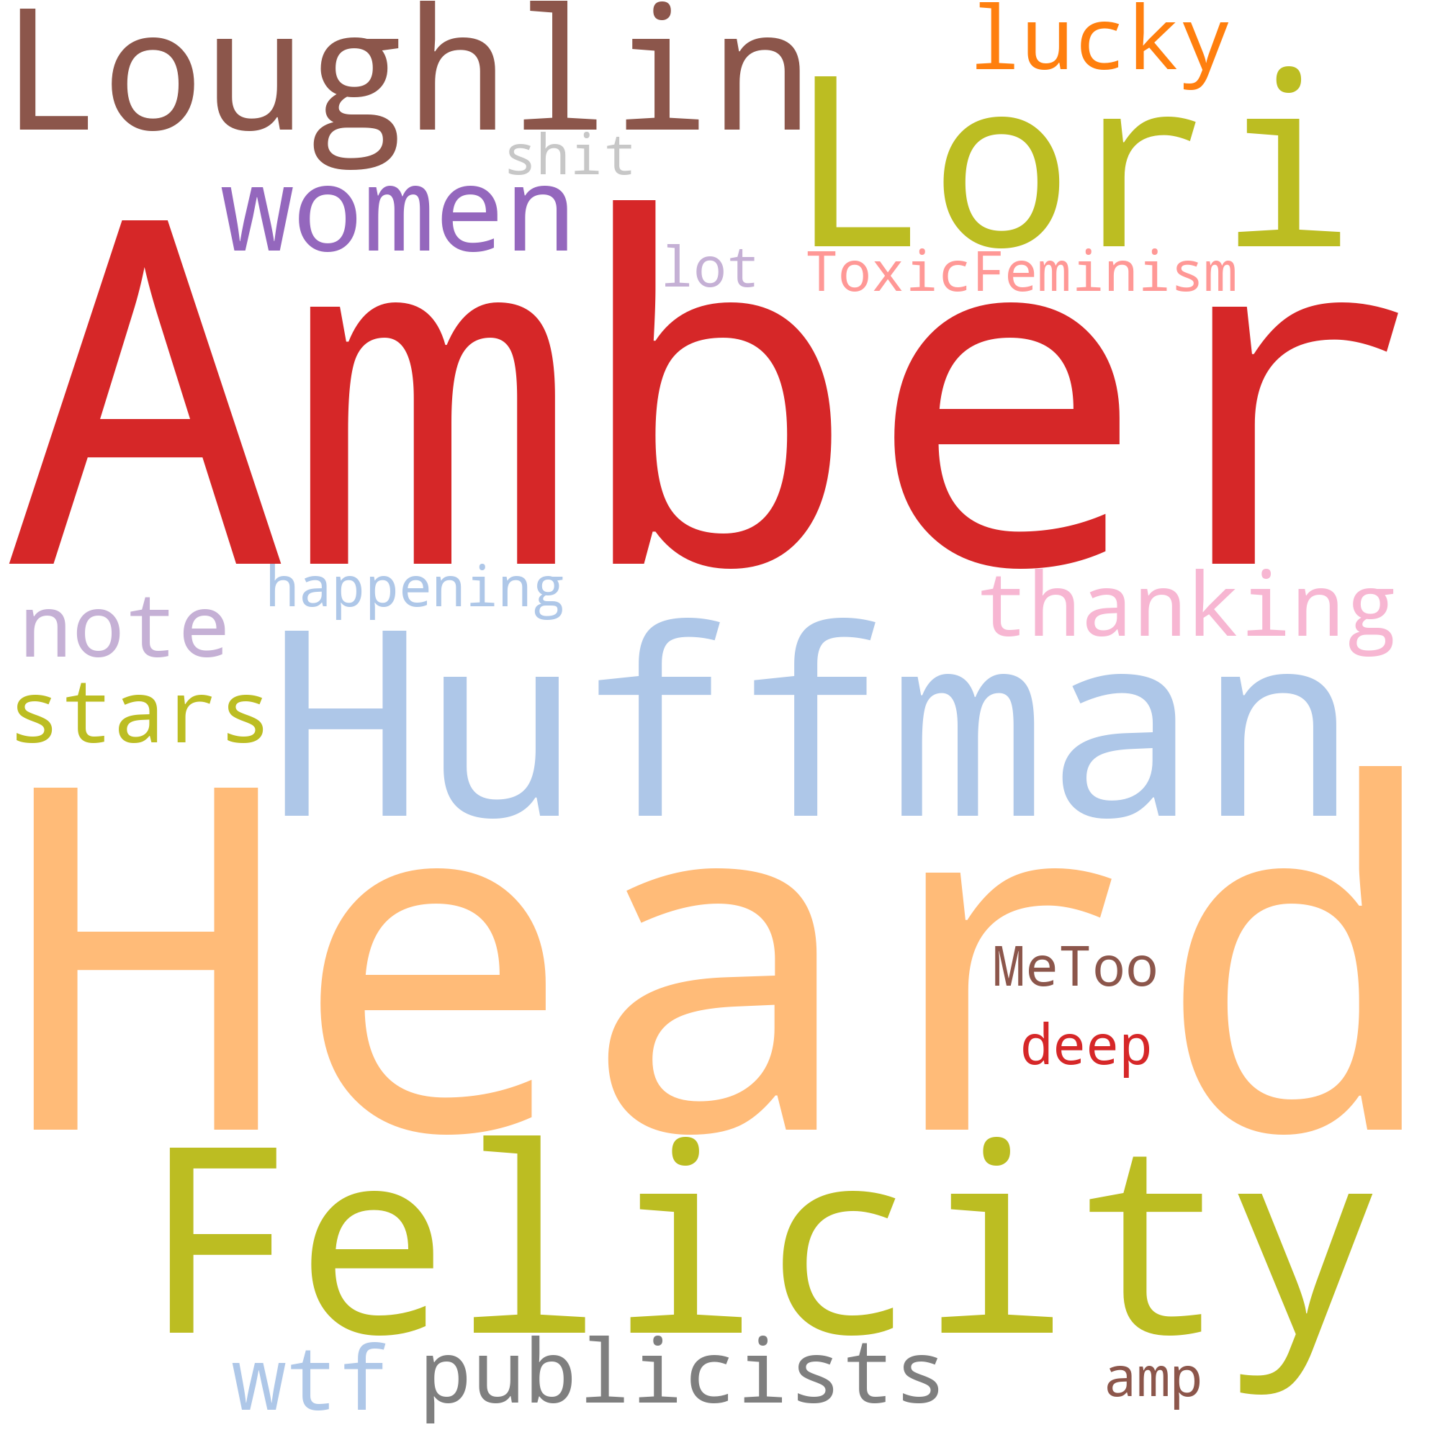 Loughlin
lucky
Lori
shit
women
lot
ToxicFeminism
Amber
happening
thanking
note
Huffman
stars
Heard
MeToo
deep
Felicity
wtf
publicists
amp